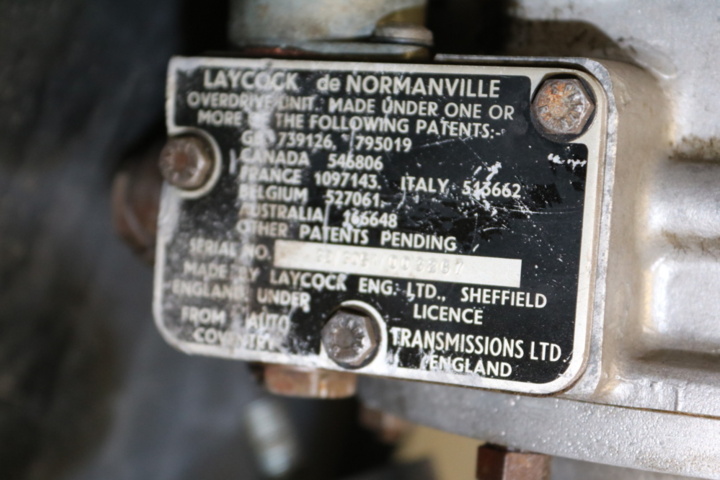 LAYCOCK de NORMANVILLE
OVERDRIVE UNIT. MADE UNDER ONE OR
MORE OF THE FOLLOWING PATENTS:-
739126, 795019
CANADA 546806
FRANCE 1097143. ITALY 513662
BELGIUM 527061.
AUSTRALIA 166648
OTHER PATENTS PENDING
SERIAL NO.
MADE BY LAYCOCK ENG. LTD., SHEFFIELD
ENGLAND, UNDER LICENCE
FROM AUTO TRANSMISSIONS LTD
COVENTRY ENGLAND